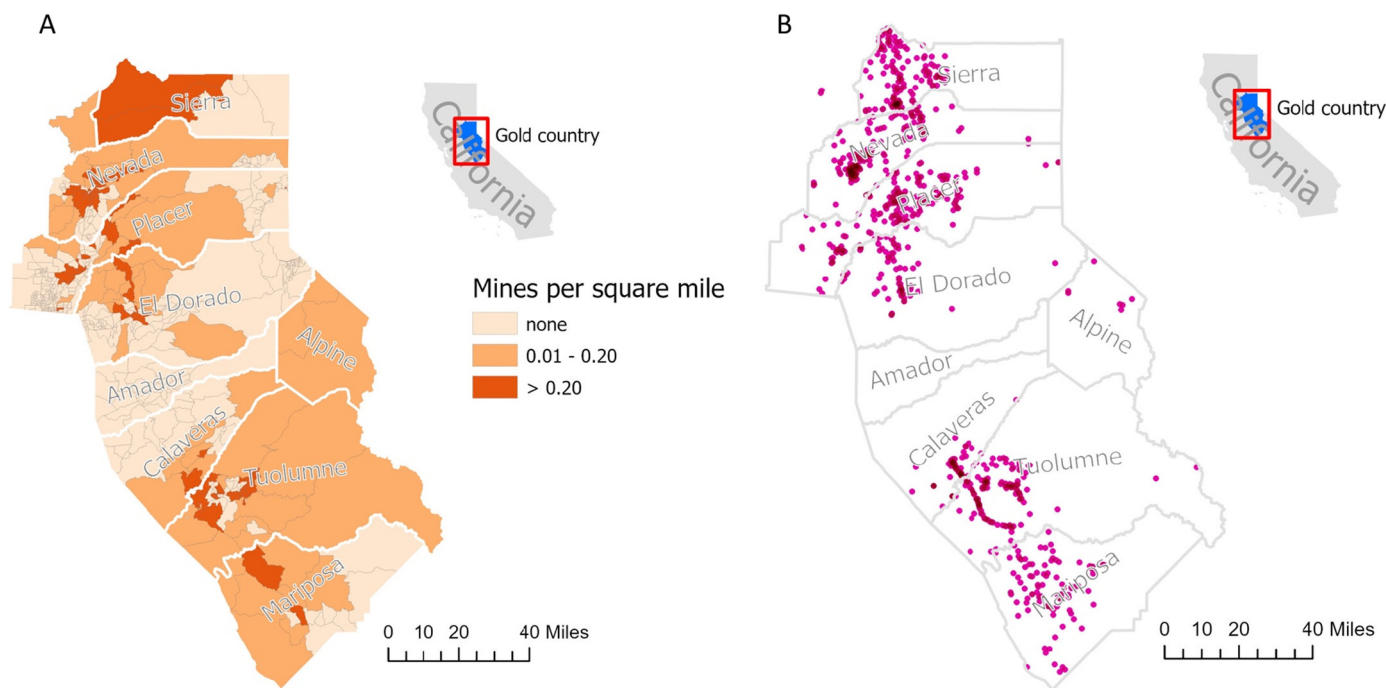 A
Sierra
Nevada
Placer
El Dorado
Alpine
Amador
Calaveras
Tuolumne
Mariposa
California
Gold country
Mines per square mile
none
0.01 - 0.20
> 0.20
0 10 20 40 Miles
B
Sierra
Nevada
Placer
El Dorado
Alpine
Amador
Calaveras
Tuolumne
Mariposa
California
Gold country
0 10 20 40 Miles